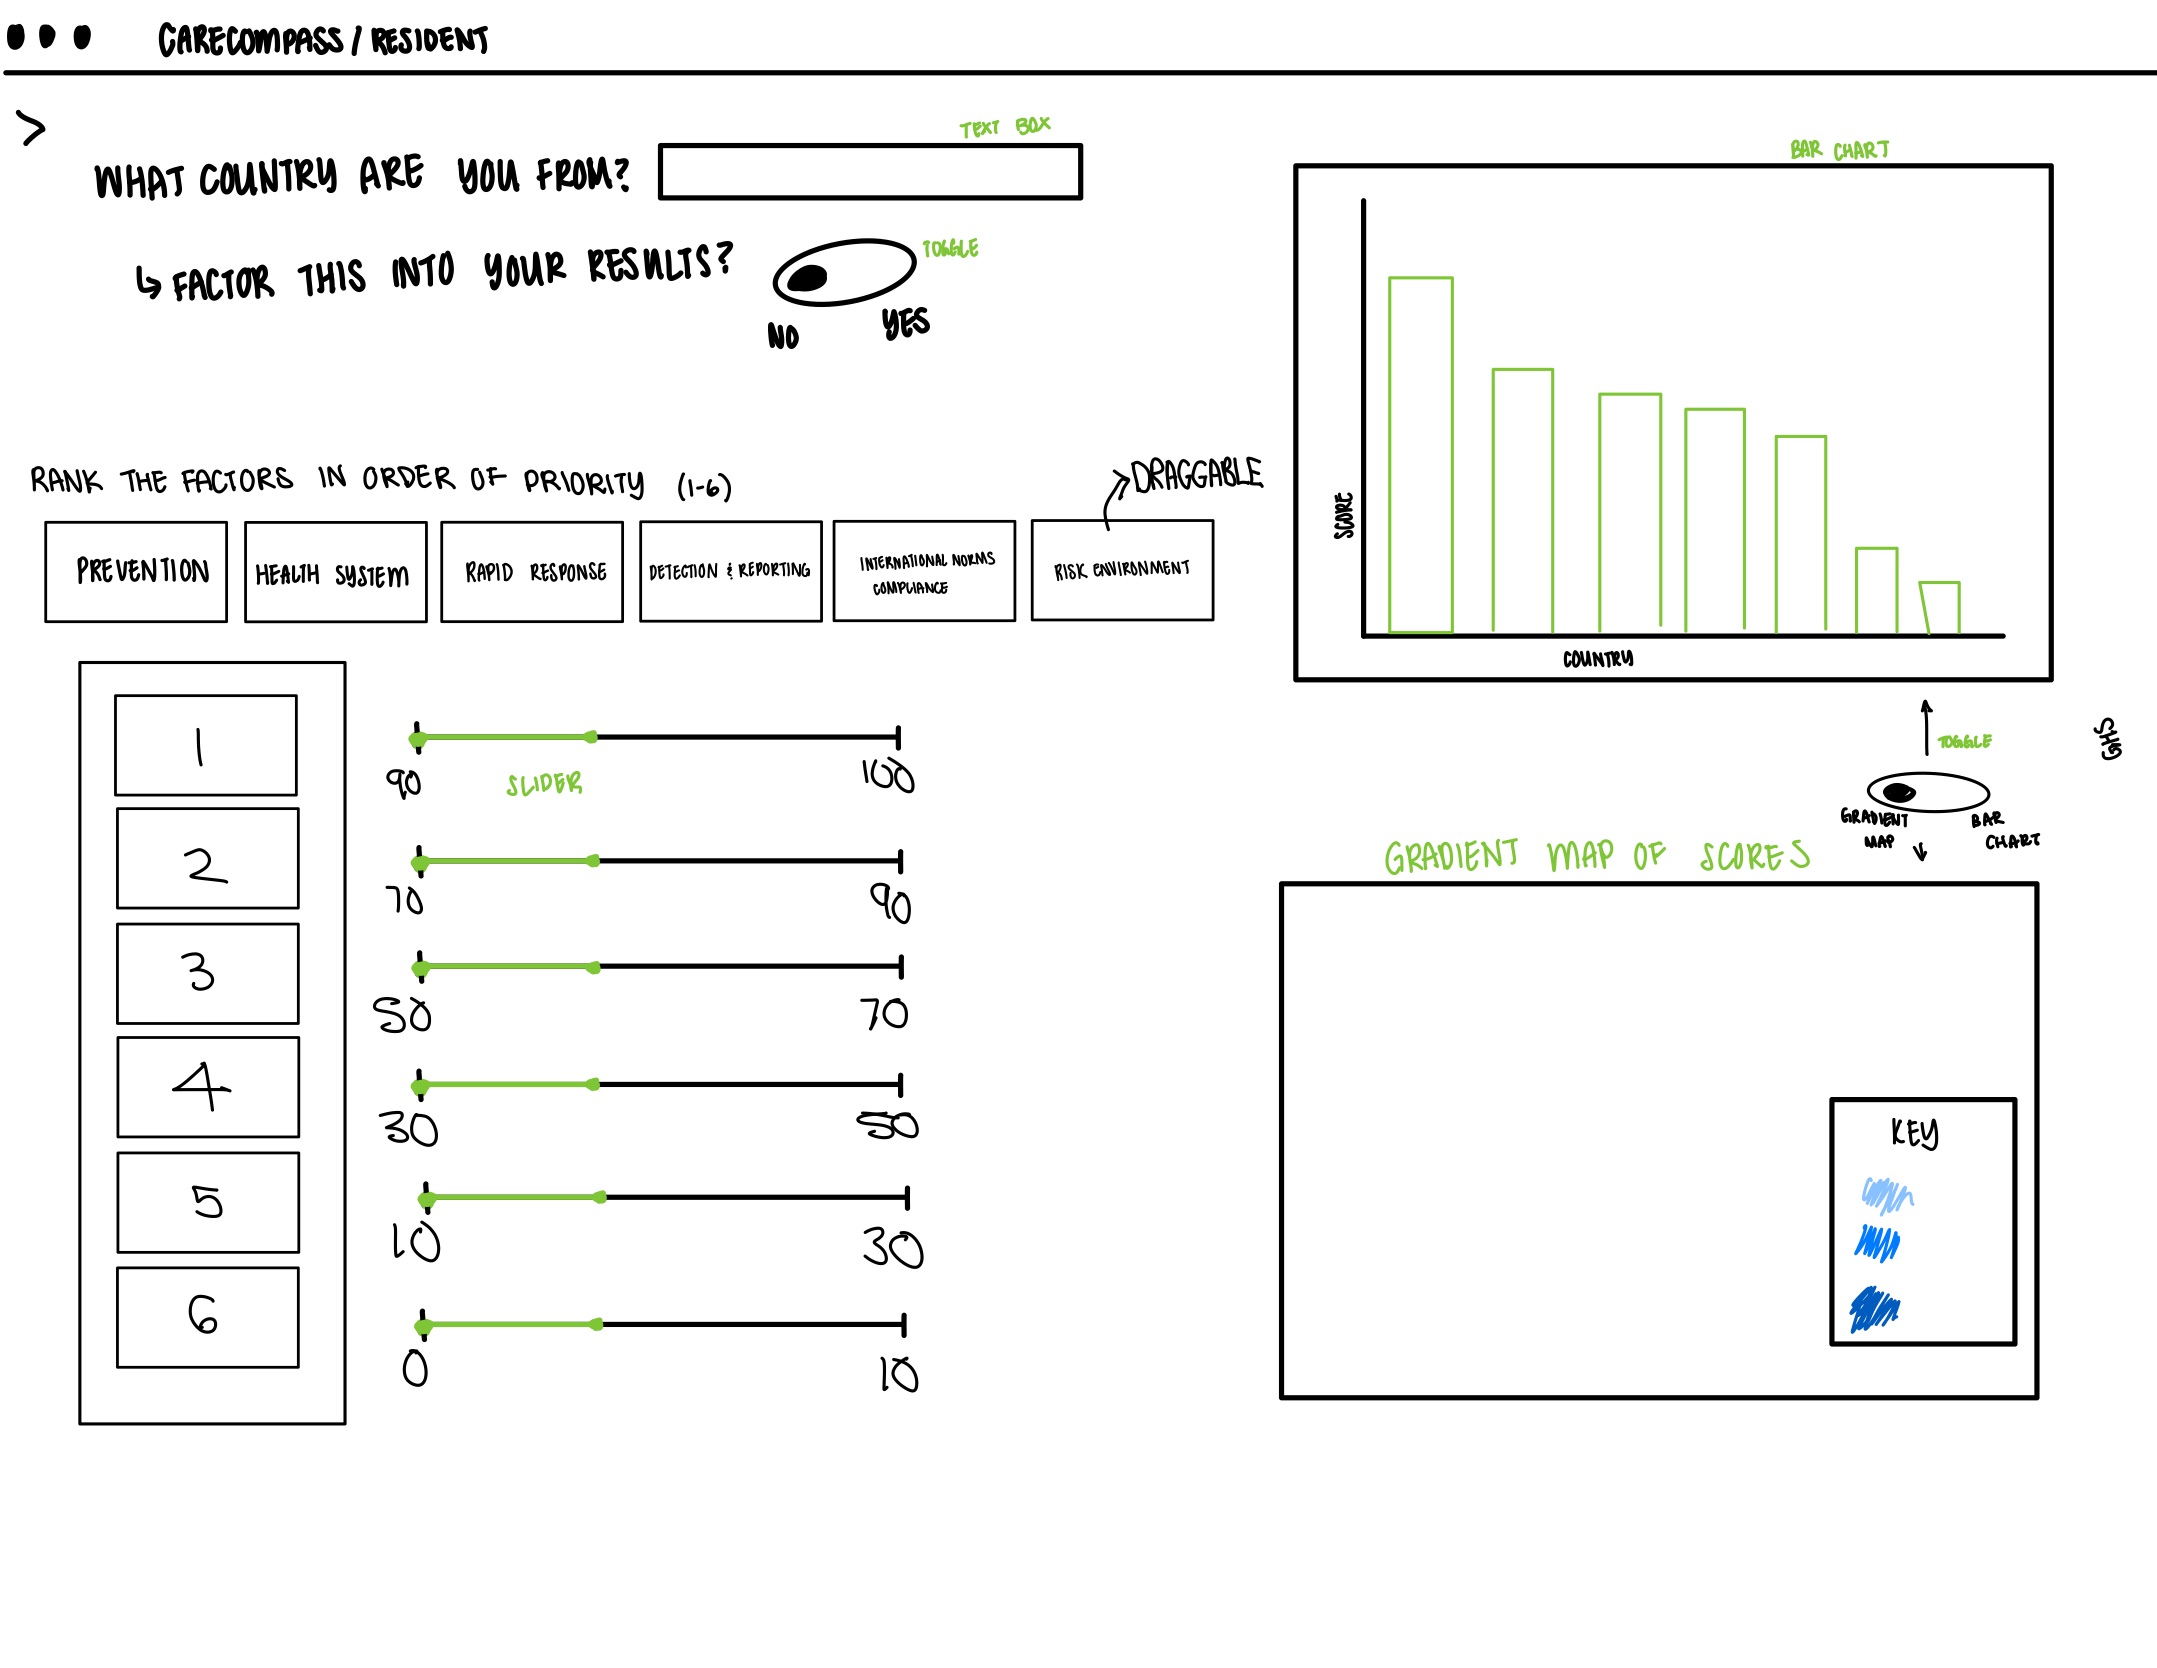 CARECOMPASS / RESIDENT
>
TEXT BOX
WHAT COUNTRY ARE YOU FROM?
FACTOR THIS INTO YOUR RESULTS?
TOGGLE
NO YES
RANK THE FACTORS IN ORDER OF PRIORITY (1-6)
DRAGGABLE
PREVENTION
HEALTH SYSTEM
RAPID RESPONSE
DETECTION & REPORTING
INTERNATIONAL NORMS
COMPLIANCE
RISK ENVIRONMENT
1
90 100
SLIDER
2
70 90
3
50 70
4
30 50
5
10 30
6
0 10
BAR CHART
SCORE
COUNTRY
TOGGLE
GRADIENT
MAP
BAR
CHART
GHS
GRADIENT MAP OF SCORES
KEY